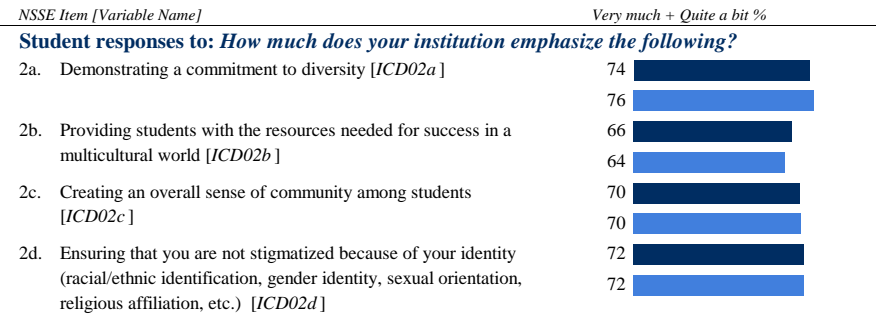 NSSE Item [Variable Name] Very much + Quite a bit %
Student responses to: How much does your institution emphasize the following?
2a. Demonstrating a commitment to diversity [ICD02a ] 74
76
2b. Providing students with the resources needed for success in a 66
multicultural world [ICD02b ] 64
2c. Creating an overall sense of community among students 70
[ICD02c ] 70
2d. Ensuring that you are not stigmatized because of your identity 72
(racial/ethnic identification, gender identity, sexual orientation, 72
religious affiliation, etc.) [ICD02d ]